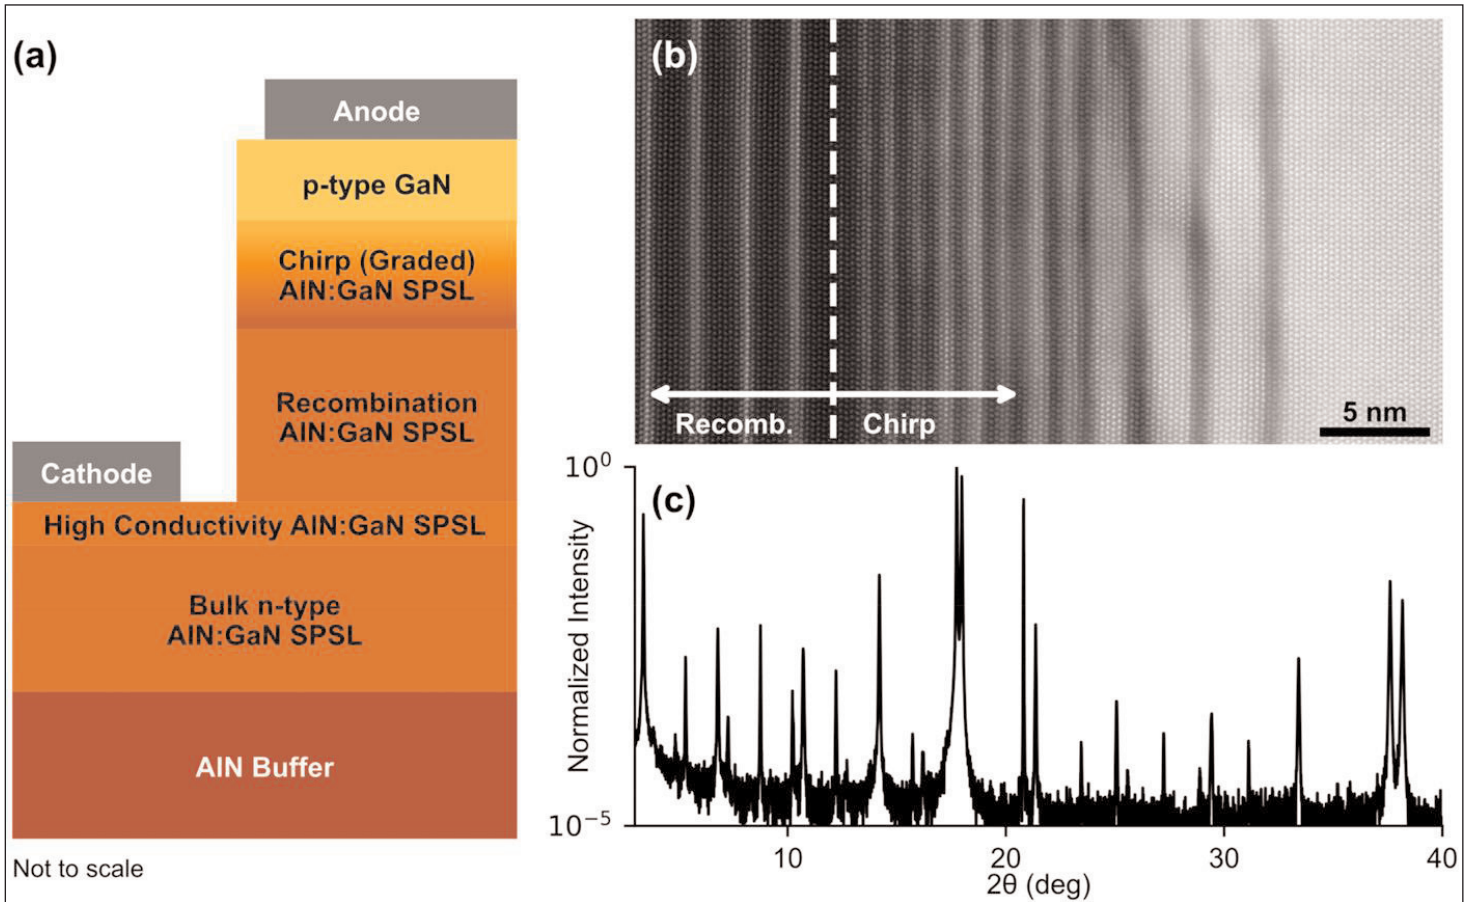 (a)
Anode
p-type GaN
Chirp (Graded)
AlN:GaN SPSL
Recombination
AlN:GaN SPSL
Cathode
High Conductivity AlN:GaN SPSL
Bulk n-type
AlN:GaN SPSL
AlN Buffer
Not to scale
(b)
Recomb.
Chirp
5 nm
(c)
10⁰
Normalized Intensity
10⁻⁵
10
20
30
40
2θ (deg)